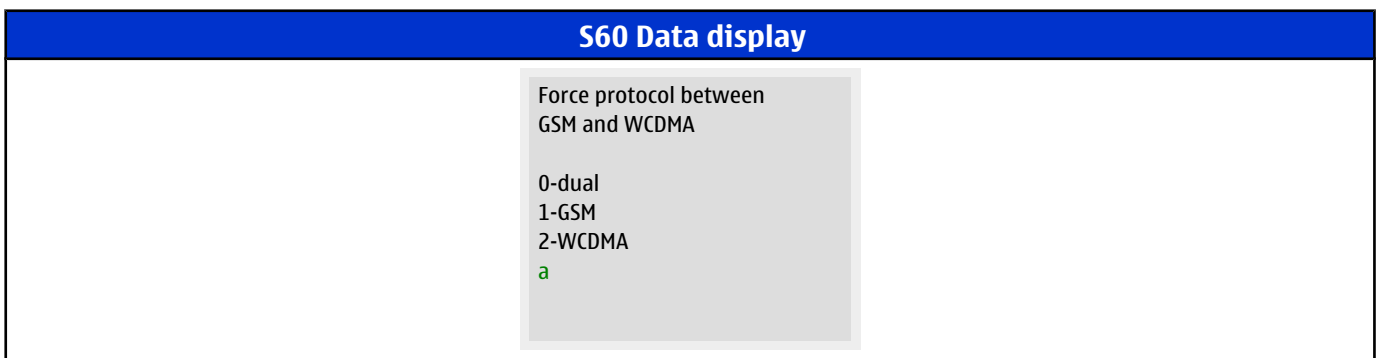 S60 Data display
Force protocol between
GSM and WCDMA
0-dual
1-GSM
2-WCDMA
a